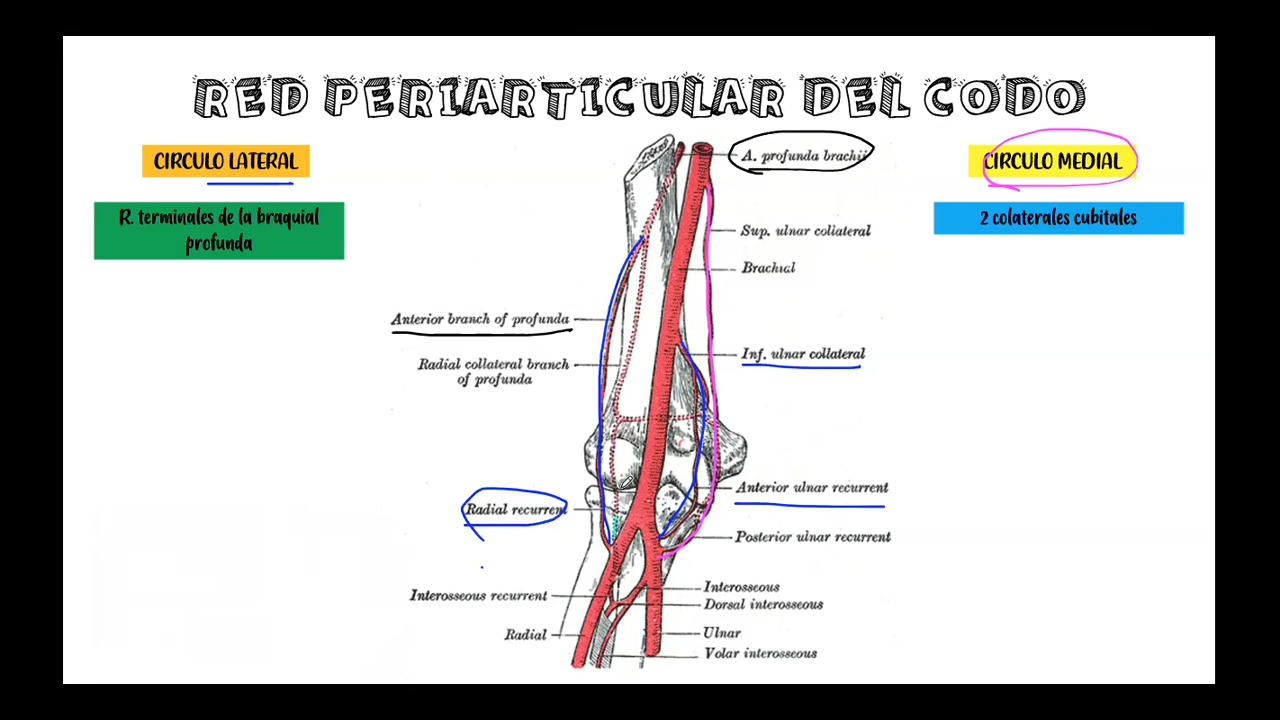 RED PERIARTICULAR DEL CODO
CIRCULO LATERAL
R. terminales de la braquial
profunda
CIRCULO MEDIAL
2 colaterales cubitales
A. profunda brachii
Sup. ulnar collateral
Brachial
Anterior branch of profunda
Radial collateral branch
of profunda
Inf. ulnar collateral
Anterior ulnar recurrent
Radial recurrent
Posterior ulnar recurrent
Interosseous recurrent
Interosseous
Dorsal interosseous
Radial
Ulnar
Volar interosseous